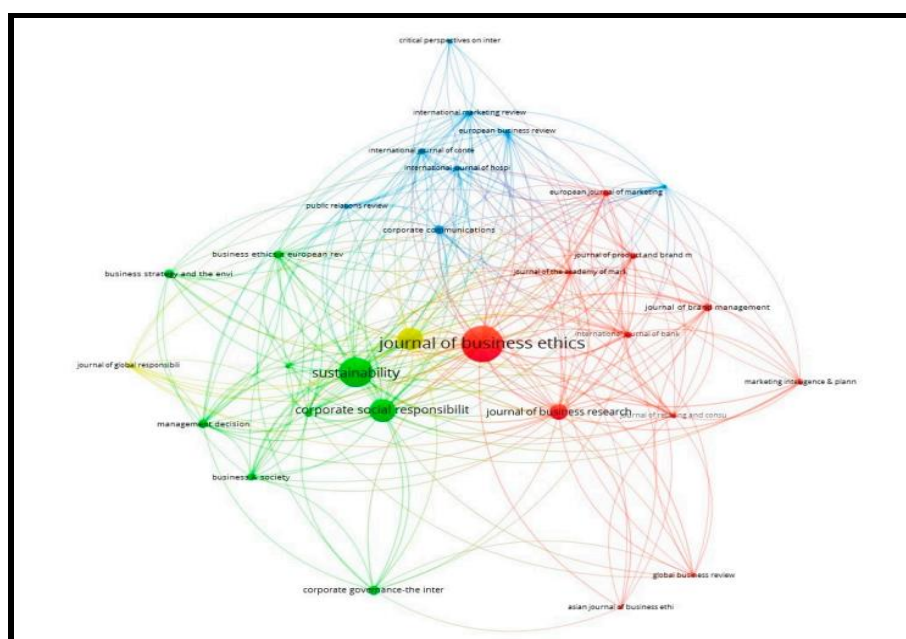 critical perspectives on inter
international marketing review
european business review
international journal of conte
international journal of hospi
european journal of marketing
public relations review
corporate communications
business ethics-a european rev
journal of product and brand m
business strategy and the envi
journal of the academy of mark
journal of brand management
international journal of bank
journal of business ethics
journal of global responsibili
sustainability
marketing intelligence & plann
corporate social responsibilit
journal of business research
journal of retailing and consu
management decision
business & society
global business review
corporate governance-the inter
asian journal of business ethi